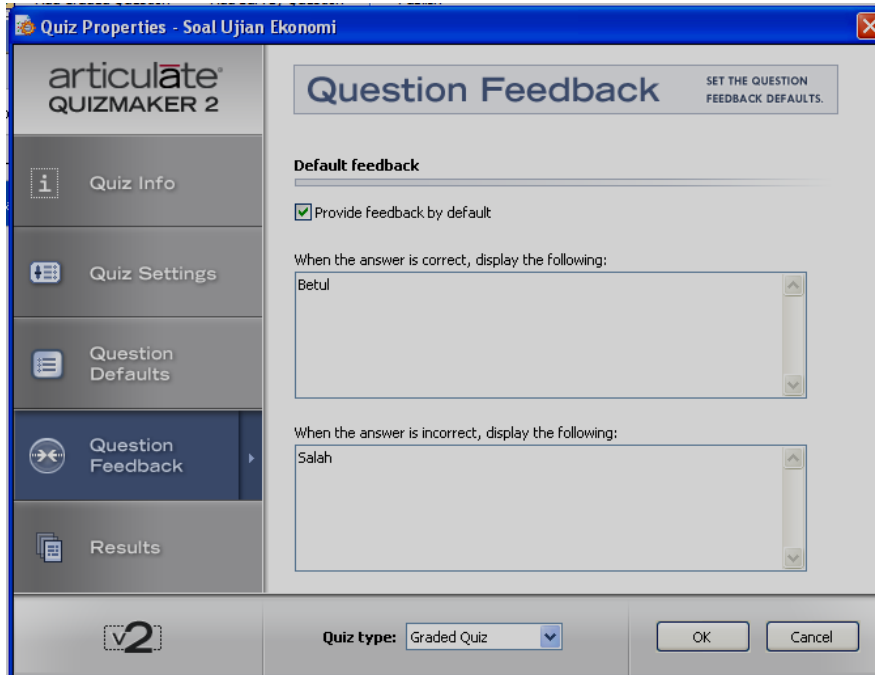 Quiz Properties - Soal Ujian Ekonomi
articulate
QUIZMAKER 2
Question Feedback
SET THE QUESTION
FEEDBACK DEFAULTS.
Quiz Info
Quiz Settings
Question
Defaults
Question
Feedback
Results
Default feedback
Provide feedback by default
When the answer is correct, display the following:
Betul
When the answer is incorrect, display the following:
Salah
v2
Quiz type: Graded Quiz
OK
Cancel